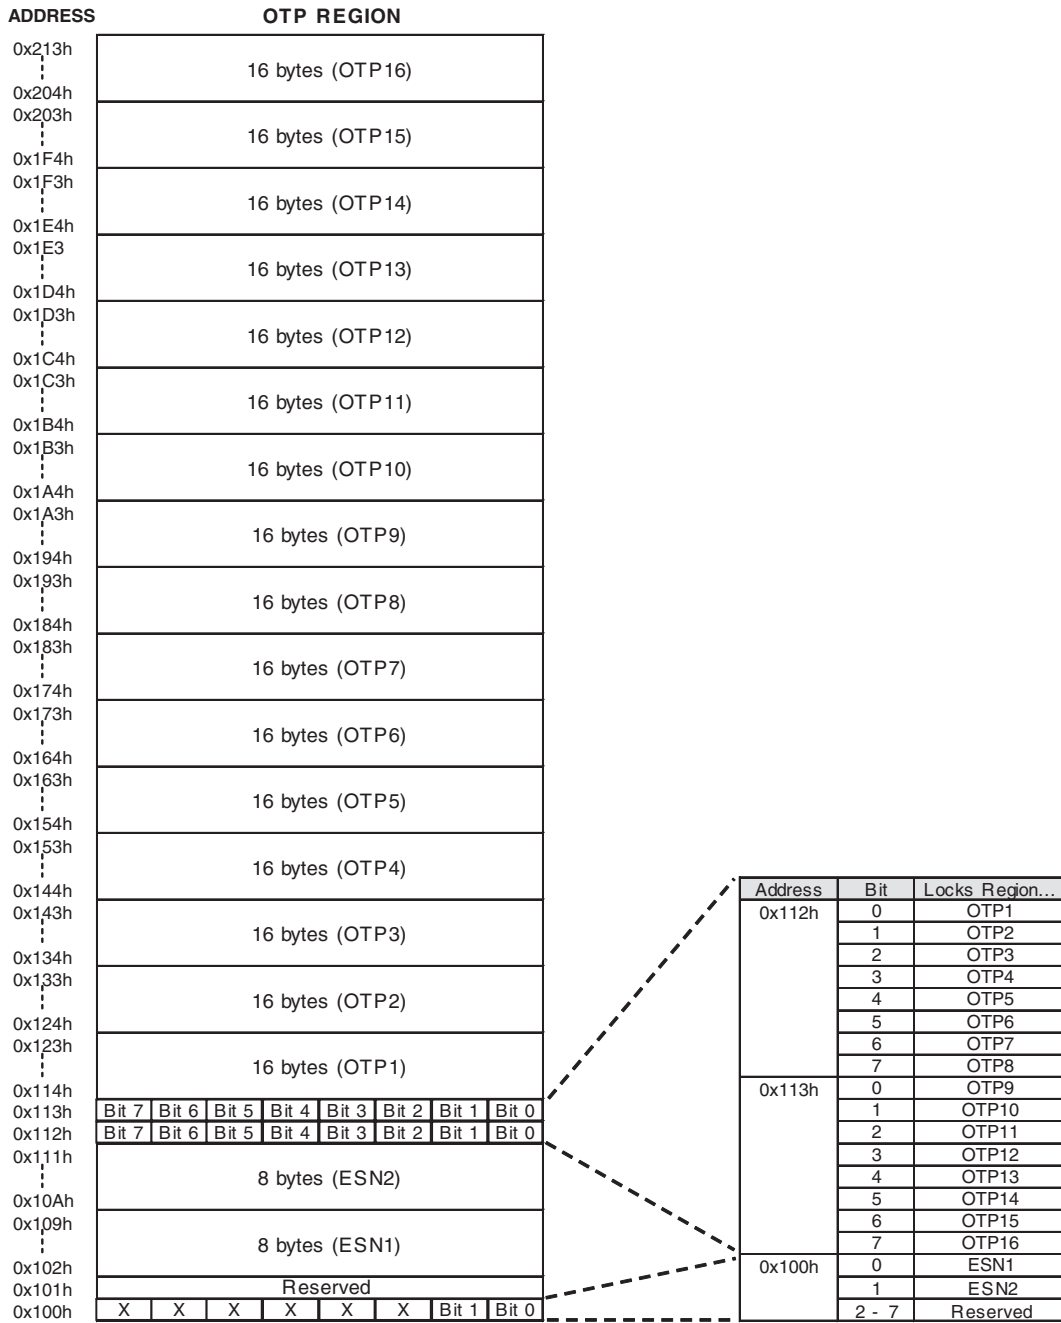 ADDRESS OTP REGION
0x213h
16 bytes (OTP16)
0x204h
0x203h
16 bytes (OTP15)
0x1F4h
0x1F3h
16 bytes (OTP14)
0x1E4h
0x1E3
16 bytes (OTP13)
0x1D4h
0x1D3h
16 bytes (OTP12)
0x1C4h
0x1C3h
16 bytes (OTP11)
0x1B4h
0x1B3h
16 bytes (OTP10)
0x1A4h
0x1A3h
16 bytes (OTP9)
0x194h
0x193h
16 bytes (OTP8)
0x184h
0x183h
16 bytes (OTP7)
0x174h
0x173h
16 bytes (OTP6)
0x164h
0x163h
16 bytes (OTP5)
0x154h
0x153h
16 bytes (OTP4)
0x144h
0x143h
16 bytes (OTP3)
0x134h
0x133h
16 bytes (OTP2)
0x124h
0x123h
16 bytes (OTP1)
0x114h
0x113h Bit 7 Bit 6 Bit 5 Bit 4 Bit 3 Bit 2 Bit 1 Bit 0
0x112h Bit 7 Bit 6 Bit 5 Bit 4 Bit 3 Bit 2 Bit 1 Bit 0
0x111h
8 bytes (ESN2)
0x10Ah
0x109h
8 bytes (ESN1)
0x102h
0x101h Reserved
0x100h X X X X X X Bit 1 Bit 0
Address Bit Locks Region...
0x112h 0 OTP1
1 OTP2
2 OTP3
3 OTP4
4 OTP5
5 OTP6
6 OTP7
7 OTP8
0x113h 0 OTP9
1 OTP10
2 OTP11
3 OTP12
4 OTP13
5 OTP14
6 OTP15
7 OTP16
0x100h 0 ESN1
1 ESN2
2 - 7 Reserved